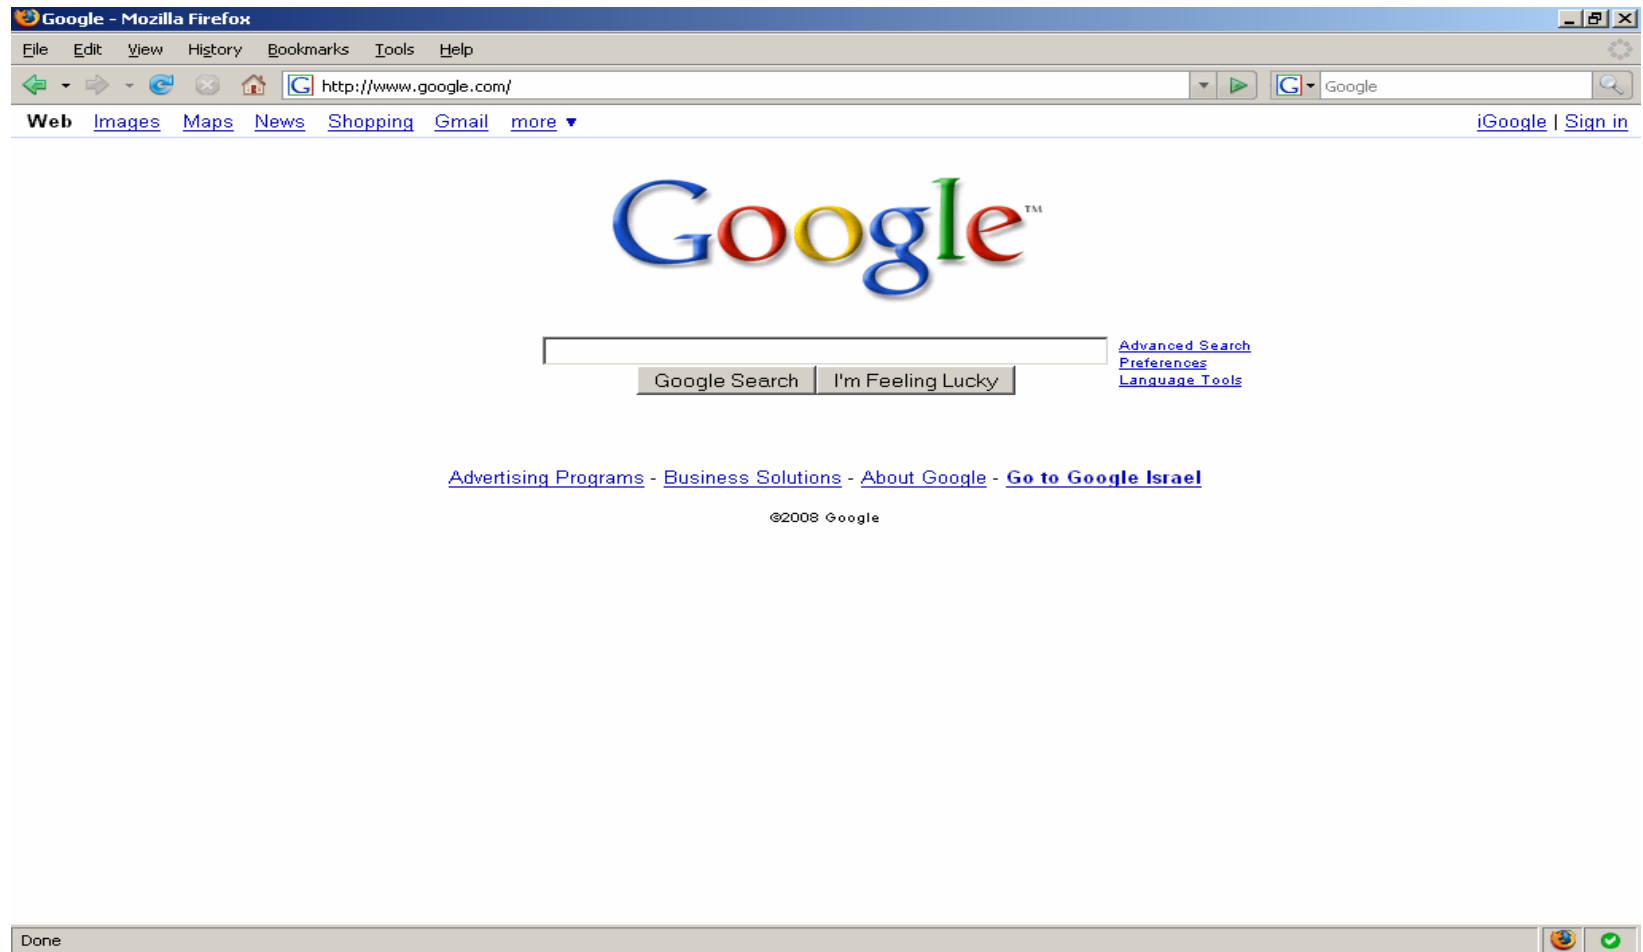 Google - Mozilla Firefox
File Edit View History Bookmarks Tools Help
G http://www.google.com/ G Google
Web Images Maps News Shopping Gmail more ▼ iGoogle | Sign in
Google™
Advanced Search
Preferences
Google Search I'm Feeling Lucky Language Tools
Advertising Programs - Business Solutions - About Google - Go to Google Israel
©2008 Google
Done